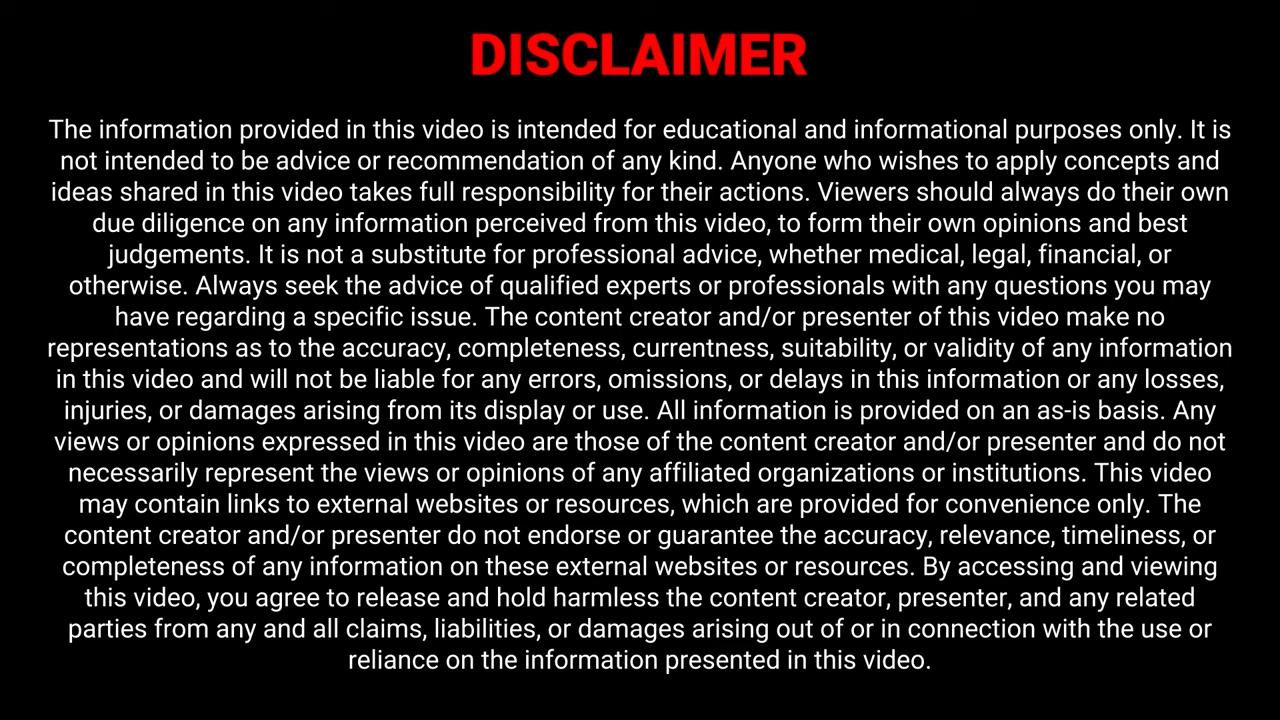 DISCLAIMER
The information provided in this video is intended for educational and informational purposes only. It is
not intended to be advice or recommendation of any kind. Anyone who wishes to apply concepts and
ideas shared in this video takes full responsibility for their actions. Viewers should always do their own
due diligence on any information perceived from this video, to form their own opinions and best
judgements. It is not a substitute for professional advice, whether medical, legal, financial, or
otherwise. Always seek the advice of qualified experts or professionals with any questions you may
have regarding a specific issue. The content creator and/or presenter of this video make no
representations as to the accuracy, completeness, currentness, suitability, or validity of any information
in this video and will not be liable for any errors, omissions, or delays in this information or any losses,
injuries, or damages arising from its display or use. All information is provided on an as-is basis. Any
views or opinions expressed in this video are those of the content creator and/or presenter and do not
necessarily represent the views or opinions of any affiliated organizations or institutions. This video
may contain links to external websites or resources, which are provided for convenience only. The
content creator and/or presenter do not endorse or guarantee the accuracy, relevance, timeliness, or
completeness of any information on these external websites or resources. By accessing and viewing
this video, you agree to release and hold harmless the content creator, presenter, and any related
parties from any and all claims, liabilities, or damages arising out of or in connection with the use or
reliance on the information presented in this video.